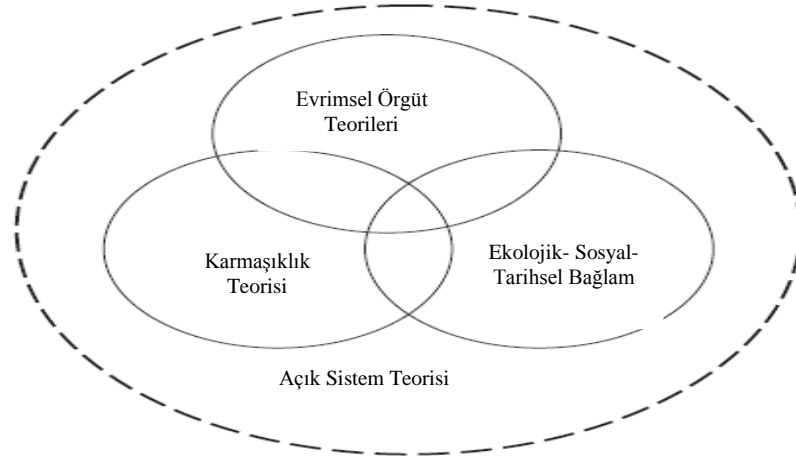 Evrimsel Örgüt
Teorileri
Karmaşıklık
Teorisi
Ekolojik- Sosyal-
Tarihsel Bağlam
Açık Sistem Teorisi